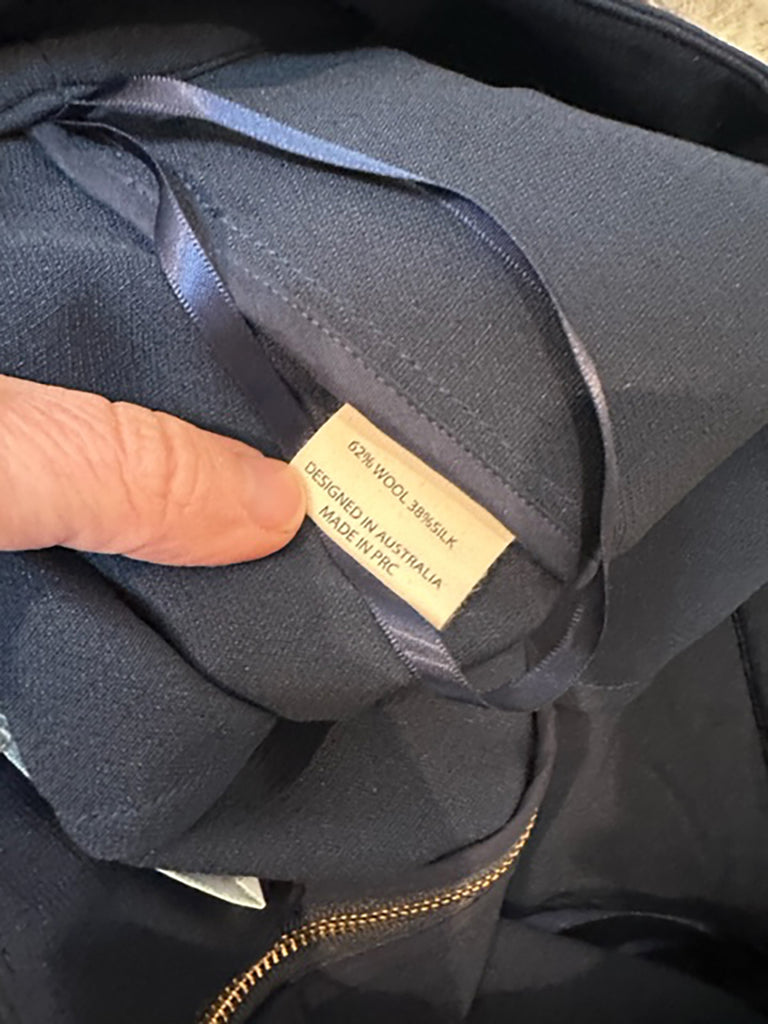 62% WOOL 38%SILK
DESIGNED IN AUSTRALIA
MADE IN PRC